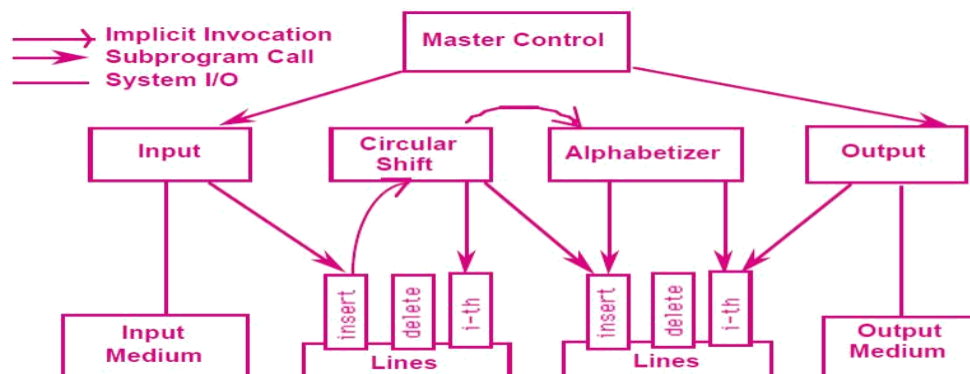 Implicit Invocation
Subprogram Call
System I/O
Master Control
Input
Circular
Shift
Alphabetizer
Output
insert
delete
i-th
insert
delete
i-th
Input
Medium
Lines
Lines
Output
Medium